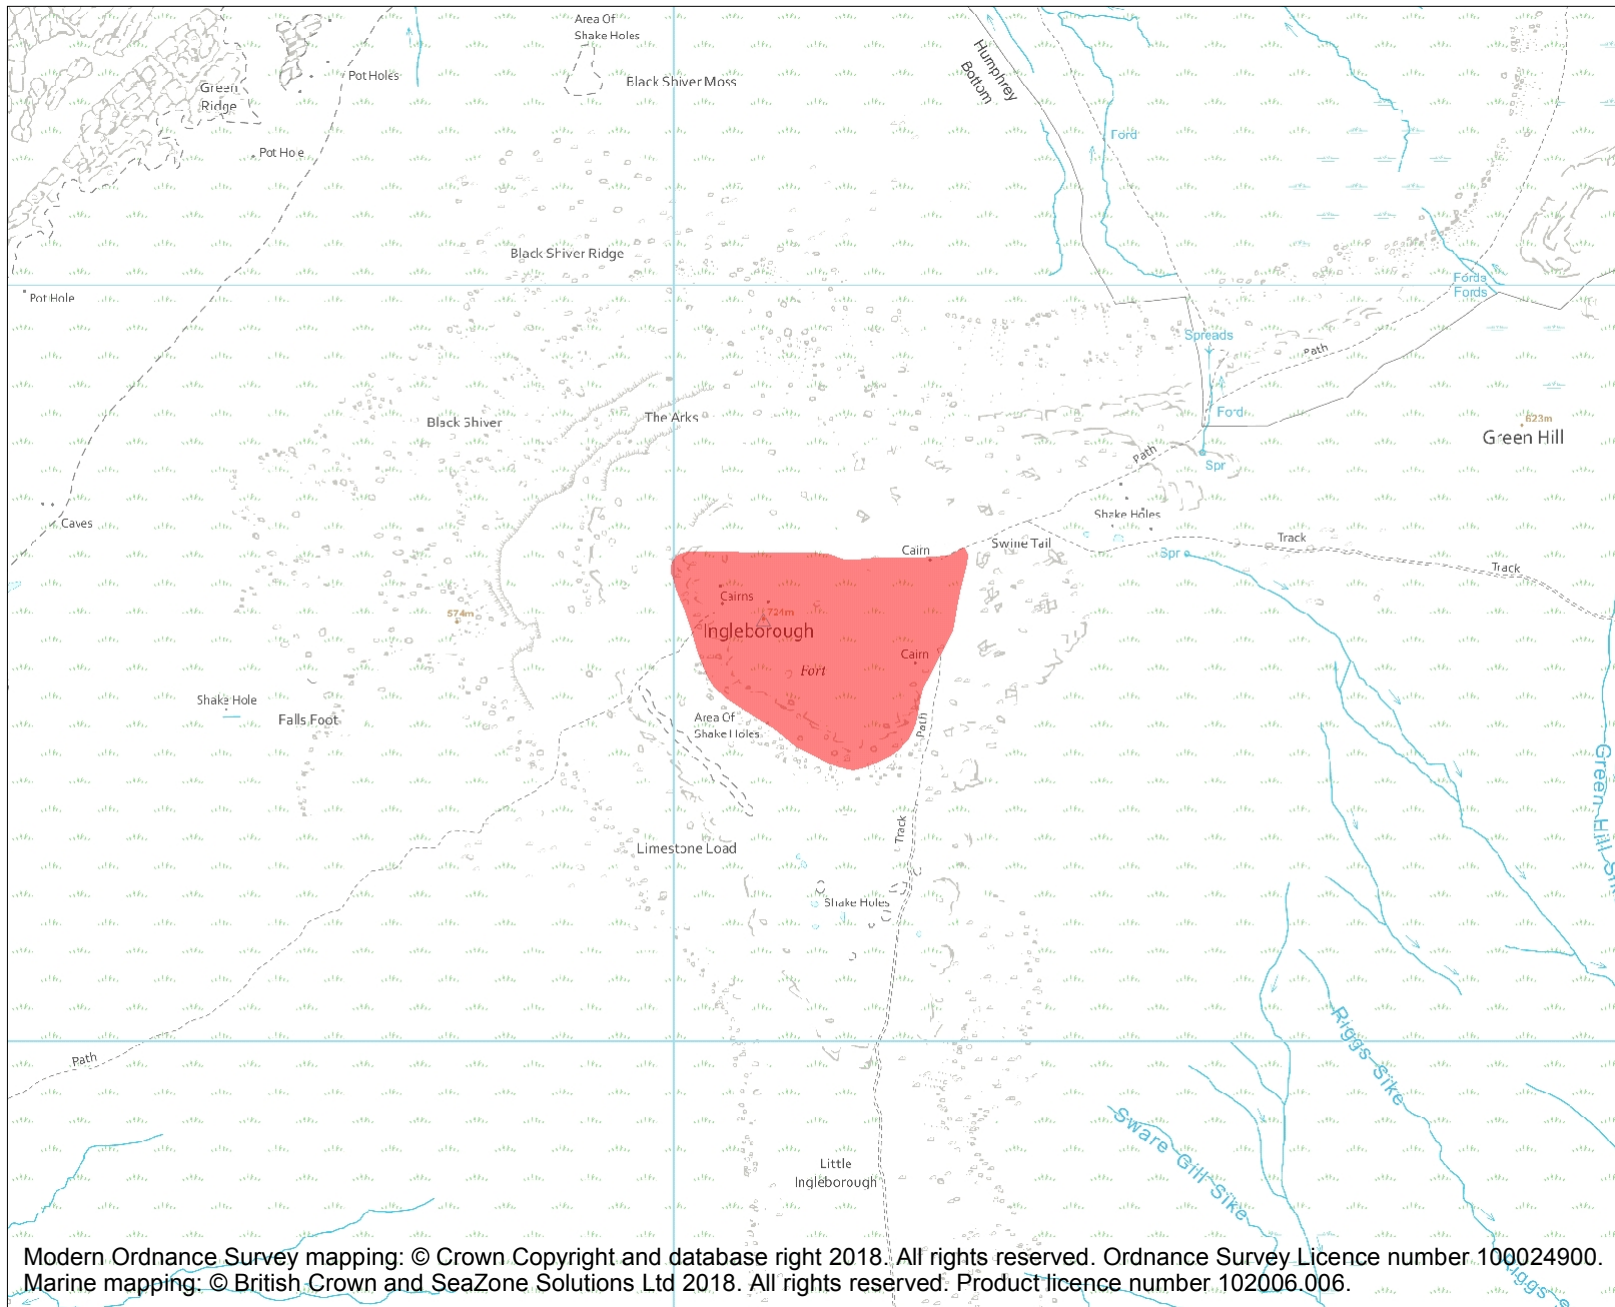 Area Of
Shake Holes
Humphrey
Bottom
Pot Holes
Black Shiver Moss
Green
Ridge
Ford
Pot Hole
Black Shiver Ridge
Fords
Fords
Pot Hole
Spreads
Path
The Arks
Ford
Black Shiver
623m
Green Hill
Path
Spr
Shake Holes
Caves
Track
Swine Tail
Cairn
Spr
Track
Cairns
724m
574m
Ingleborough
Cairn
Fort
Shake Hole
Falls Foot
Area Of
Shake Holes
Path
Track
Limestone Load
Shake Holes
Riggs Sike
Path
Sware Gill Sike
Little
Ingleborough
Modern Ordnance Survey mapping: © Crown Copyright and database right 2018. All rights reserved. Ordnance Survey Licence number 100024900.
Marine mapping: © British Crown and SeaZone Solutions Ltd 2018. All rights reserved. Product licence number 102006.006.
Green Hill
Riggs